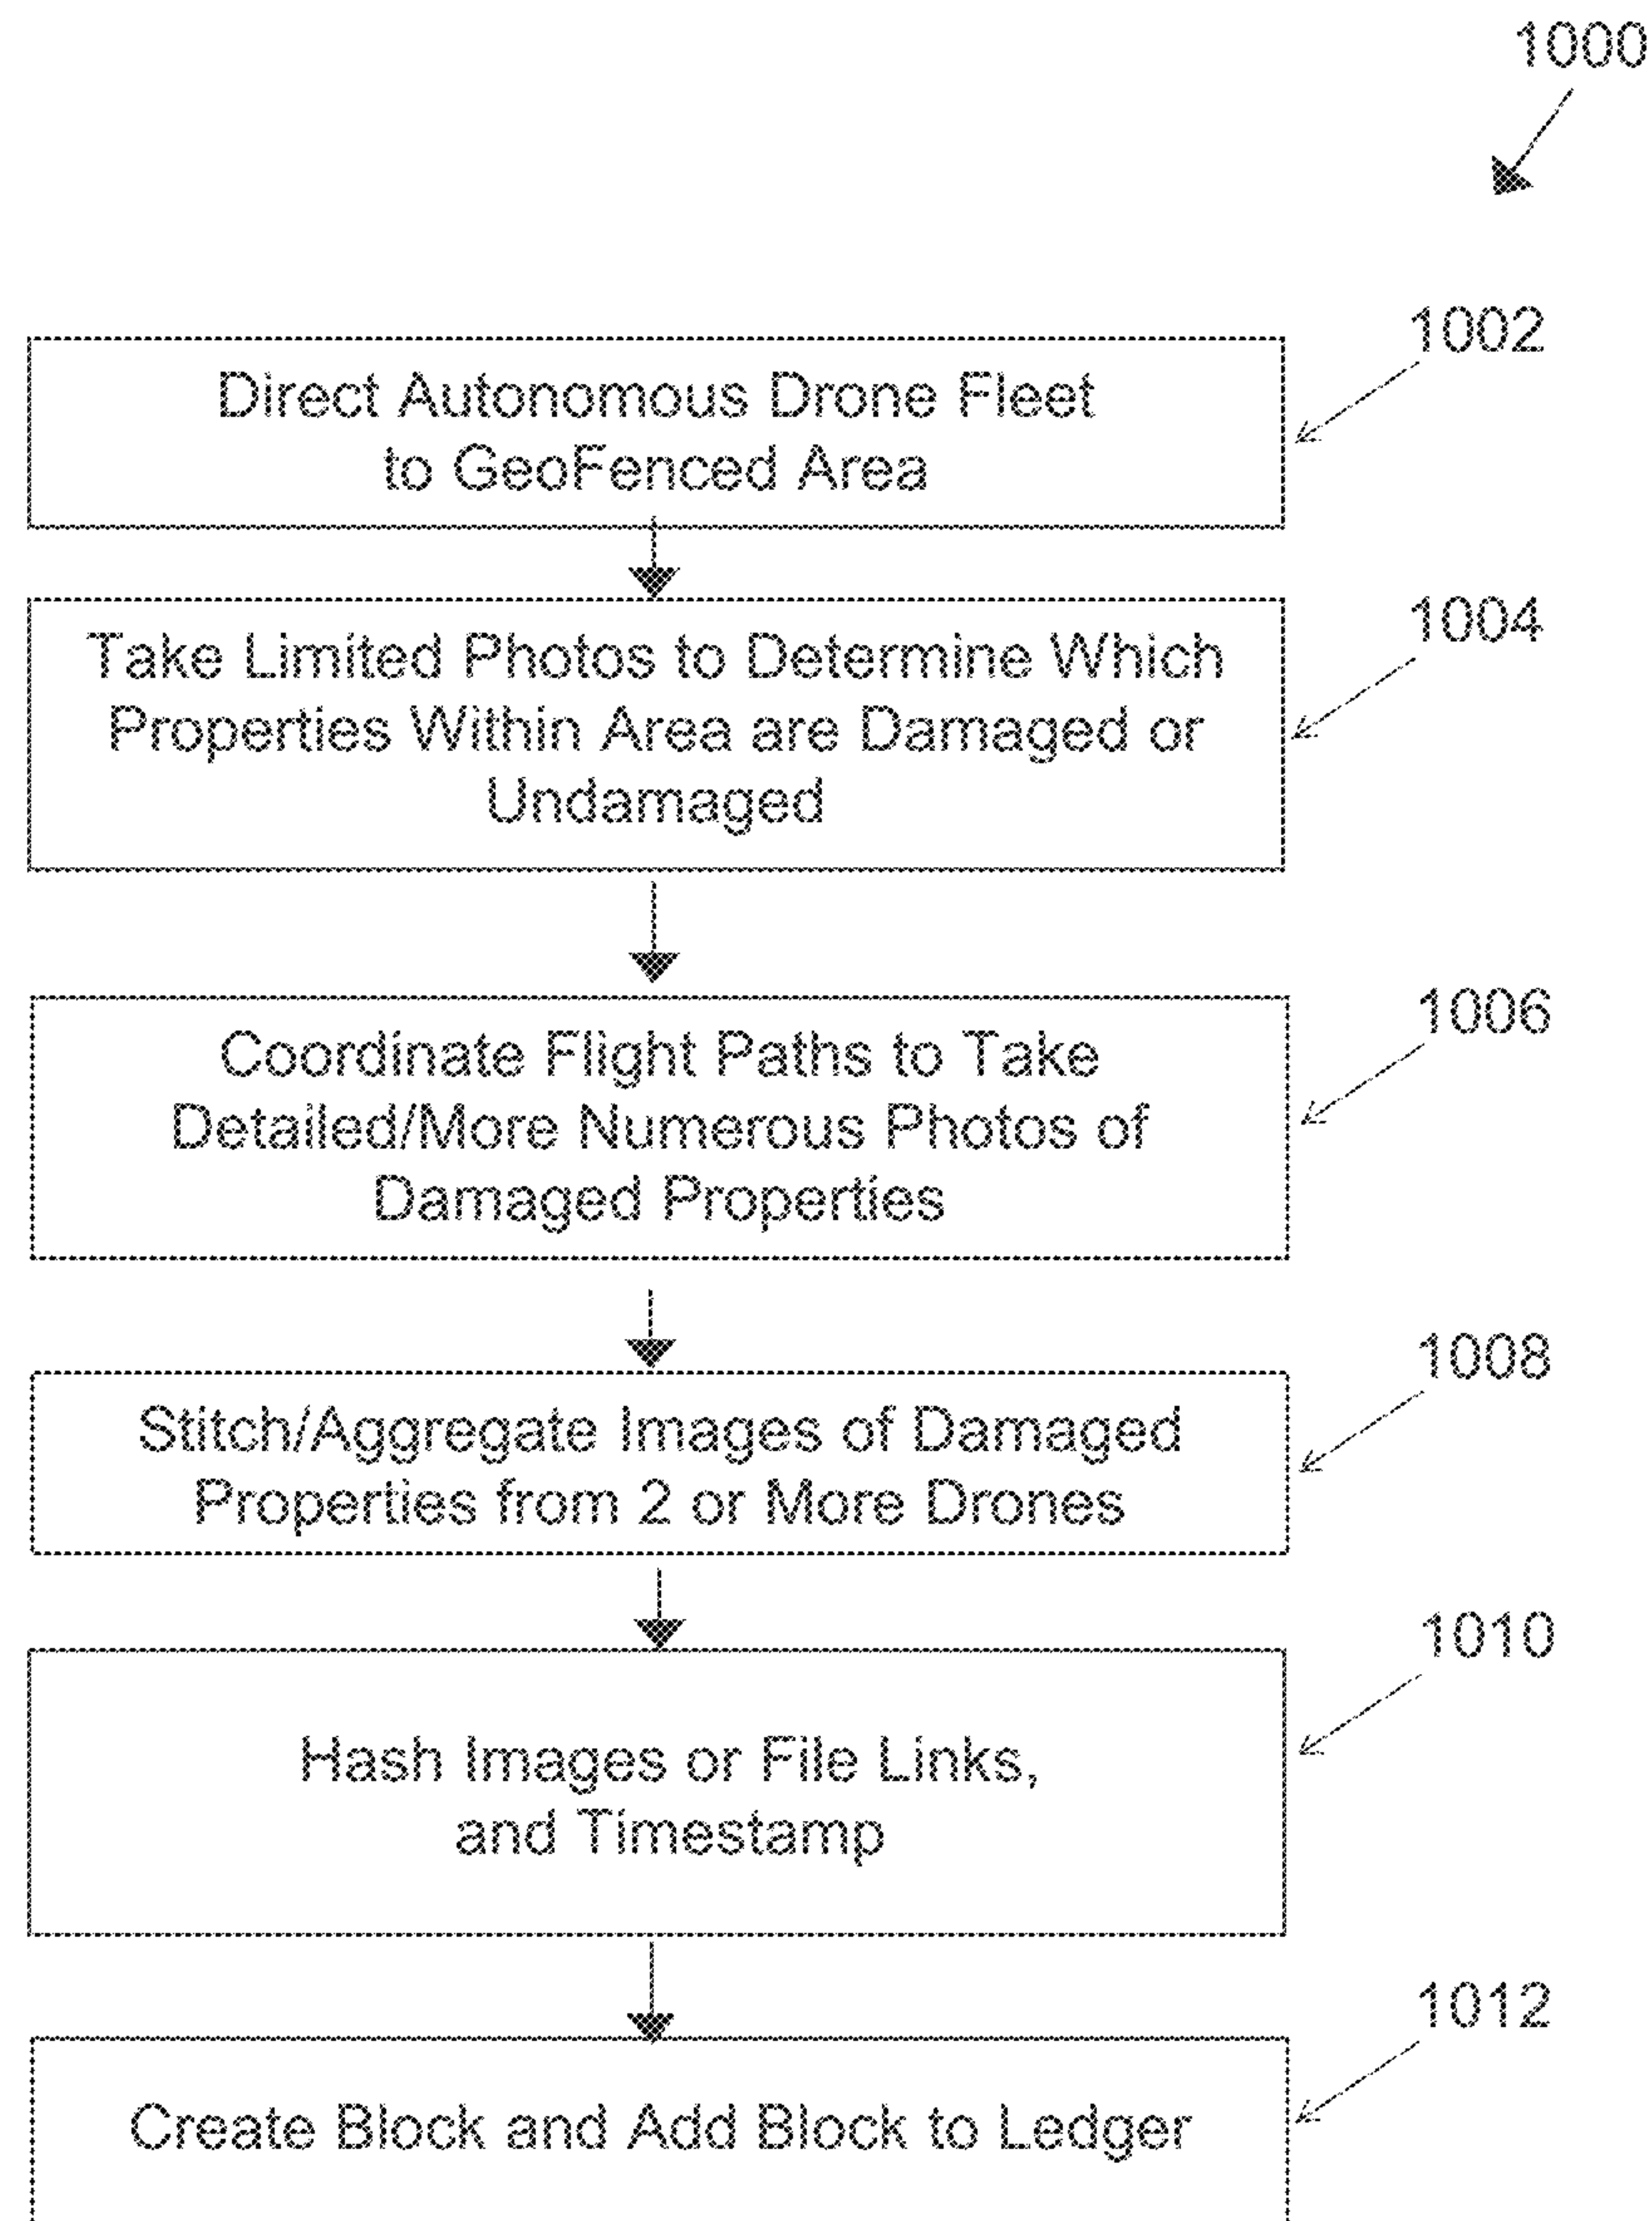 1000
1002
Direct Autonomous Drone Fleet
to GeoFenced Area
1004
Take Limited Photos to Determine Which
Properties Within Area are Damaged or
Undamaged
1006
Coordinate Flight Paths to Take
Detailed/More Numerous Photos of
Damaged Properties
1008
Stitch/Aggregate Images of Damaged
Properties from 2 or More Drones
1010
Hash Images or File Links,
and Timestamp
1012
Create Block and Add Block to Ledger